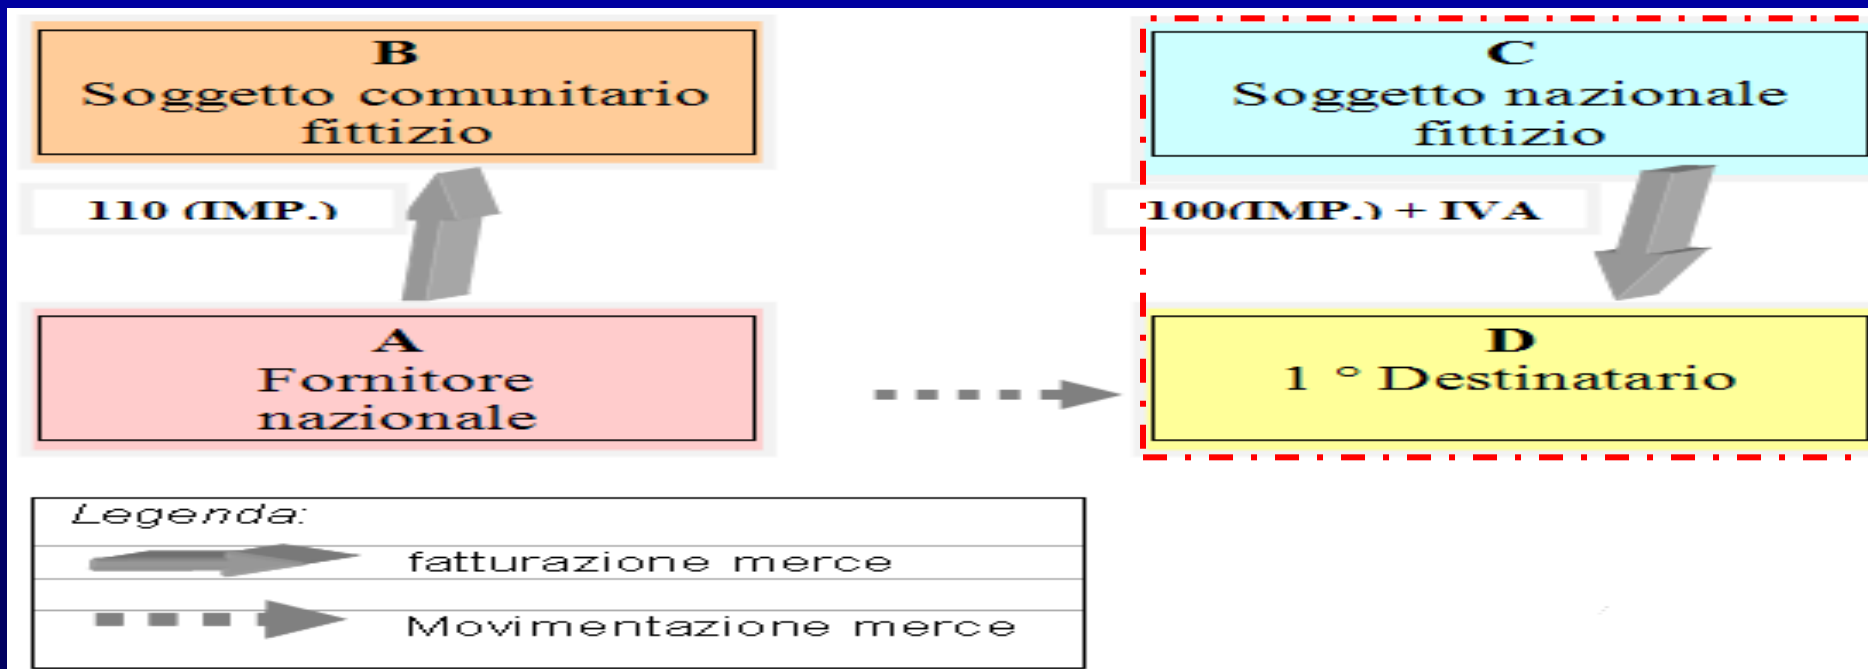 B
Soggetto comunitario
fittizio
C
Soggetto nazionale
fittizio
110 (IMP.)
100(IMP.) + IVA
A
Fornitore
nazionale
D
1 ° Destinatario
Legenda:
fatturazione merce
Movimentazione merce